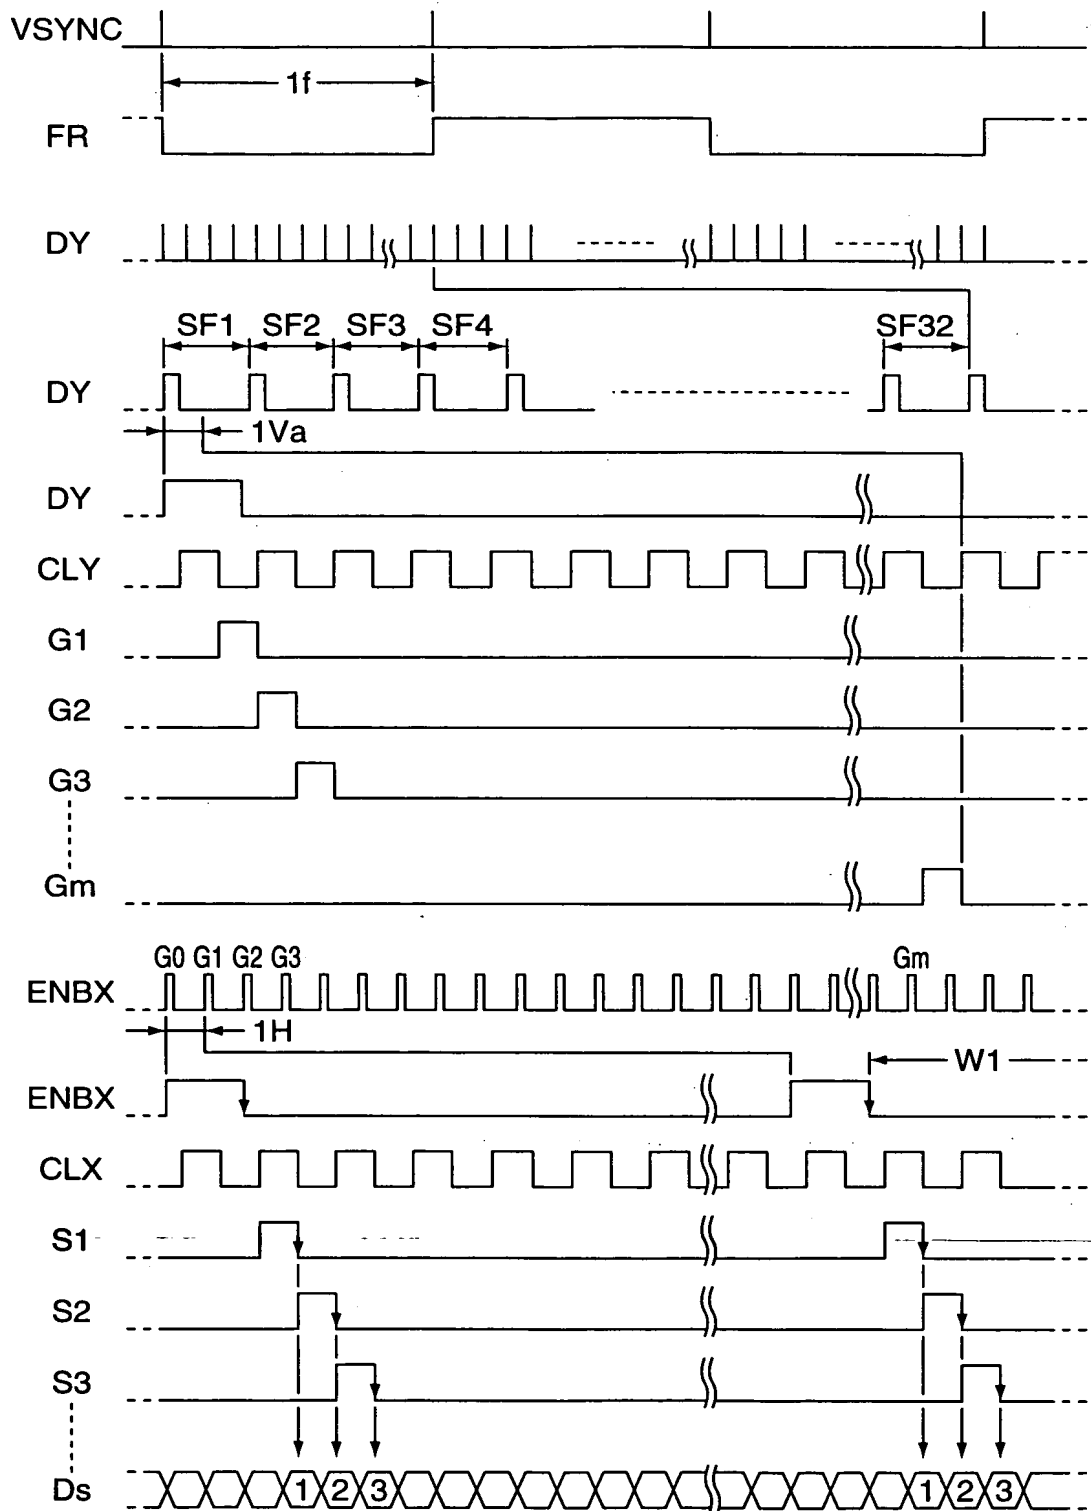 VSYNC
1f
FR
DY
SF1 SF2 SF3 SF4 SF32
DY
1Va
DY
CLY
G1
G2
G3
Gm
G0 G1 G2 G3 Gm
ENBX
1H
W1
ENBX
CLX
S1
S2
S3
Ds 1 2 3 1 2 3